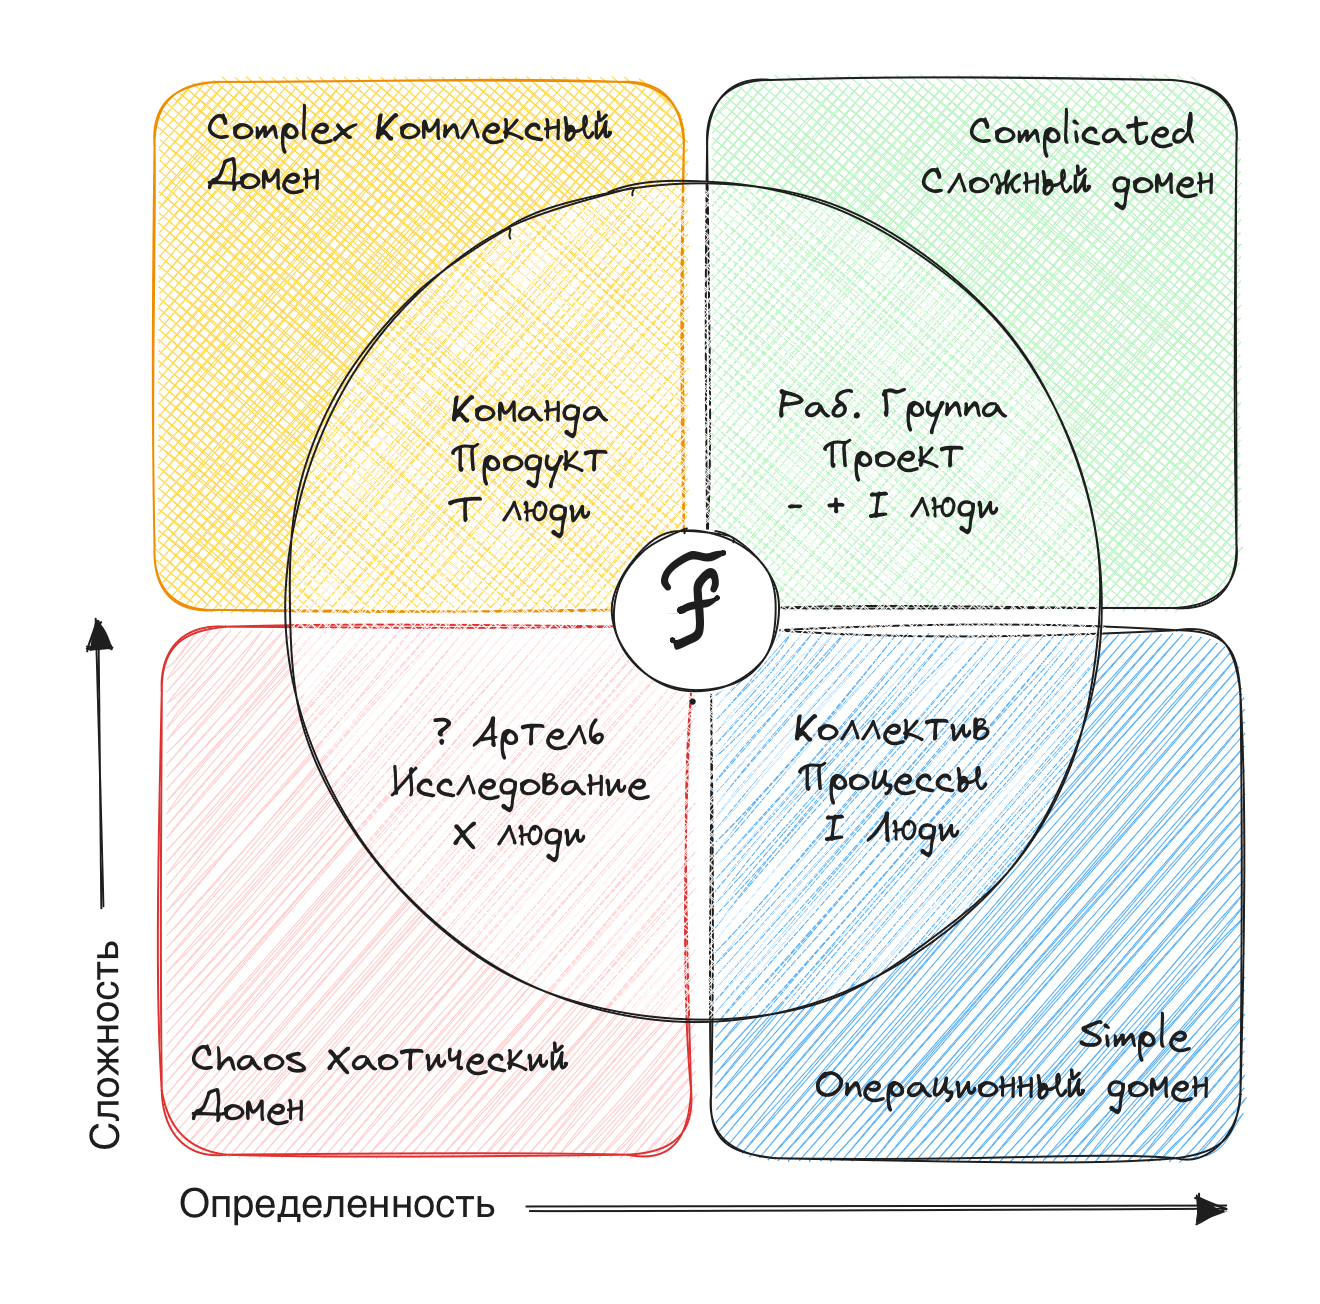 Complex Комплексный
Домен
Complicated
Сложный домен
Команда
Продукт
Т люди
Раб. Группа
Проект
- + I люди
F
? Артель
Исследование
Х люди
Коллектив
Процессы
I Люди
Chaos Хаотический
Домен
Simple
Операционный домен
Сложность
Определенность